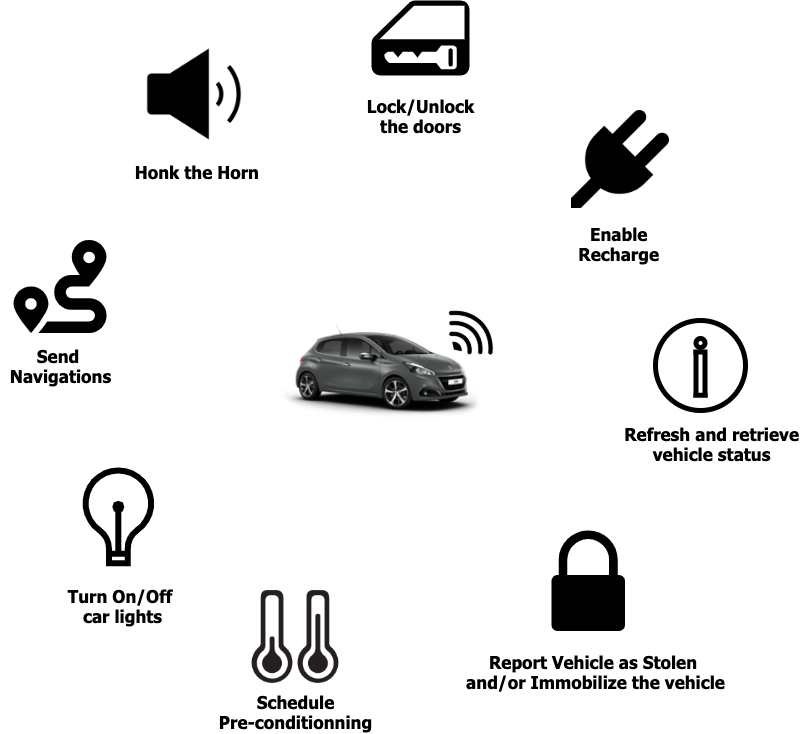 Lock/Unlock
the doors
Honk the Horn
Enable
Recharge
Send
Navigations
Refresh and retrieve
vehicle status
Turn On/Off
car lights
Report Vehicle as Stolen
and/or Immobilize the vehicle
Schedule
Pre-conditionning